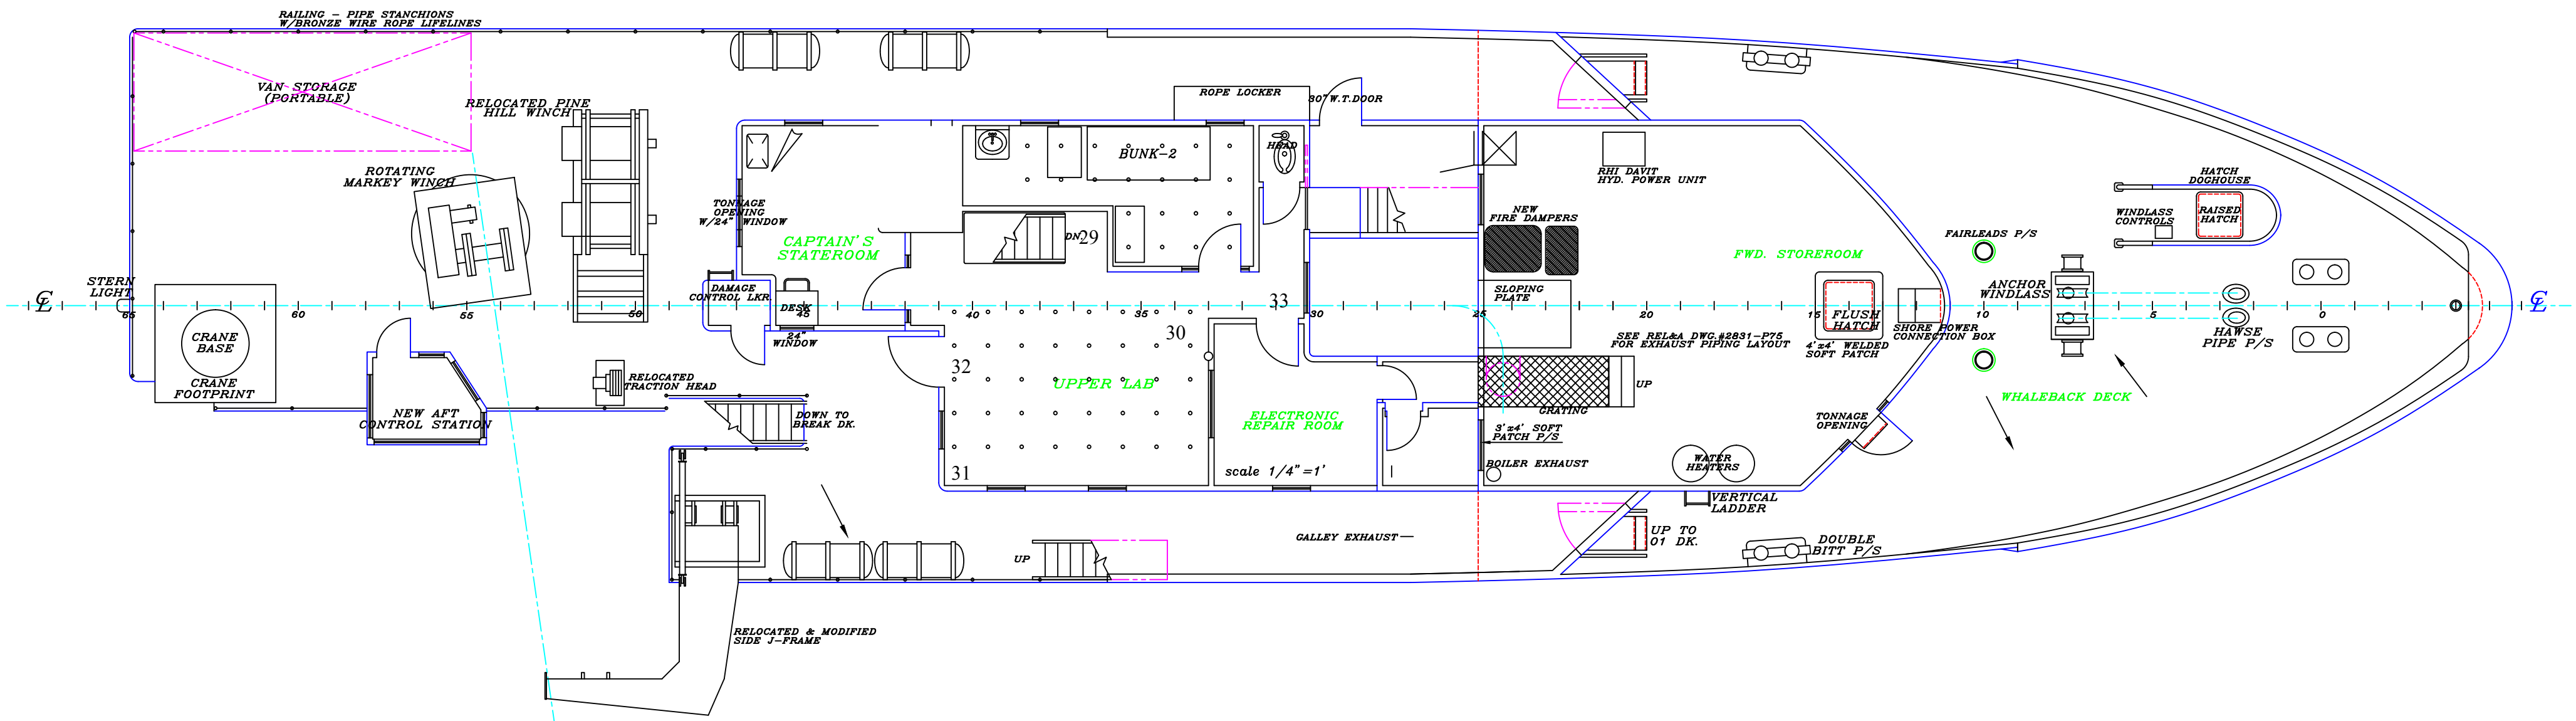 RAILING - PIPE STANCHIONS
W/BRONZE WIRE ROPE LIFELINES
VAN STORAGE
(PORTABLE)
RELOCATED PINE
HILL WINCH
ROTATING
MARKEY WINCH
STERN
LIGHT
CRANE
BASE
CRANE
FOOTPRINT
NEW AFT
CONTROL STATION
RELOCATED
TRACTION HEAD
DOWN TO
BREAK DK.
RELOCATED & MODIFIED
SIDE J-FRAME
TONNAGE
OPENING
W/24" WINDOW
CAPTAIN'S
STATEROOM
DAMAGE
CONTROL LKR.
DESK
24"
WINDOW
ROPE LOCKER
30"W.T.DOOR
BUNK-2
HEAD
DN.
29
30
31
32
33
UPPER LAB
ELECTRONIC
REPAIR ROOM
scale 1/4"=1'
UP
GALLEY EXHAUST
RHI DAVIT
HYD. POWER UNIT
NEW
FIRE DAMPERS
FWD. STOREROOM
SLOPING
PLATE
SEE REL&A DWG.#2831-P75
FOR EXHAUST PIPING LAYOUT
UP
GRATING
3'x4' SOFT
PATCH P/S
BOILER EXHAUST
WATER
HEATERS
VERTICAL
LADDER
UP TO
01 DK.
DOUBLE
BITT P/S
FLUSH
HATCH
4'x4' WELDED
SOFT PATCH
SHORE POWER
CONNECTION BOX
TONNAGE
OPENING
FAIRLEADS P/S
ANCHOR
WINDLASS
WINDLASS
CONTROLS
HATCH
DOGHOUSE
RAISED
HATCH
HAWSE
PIPE P/S
WHALEBACK DECK
65
60
55
50
45
40
35
30
25
20
15
10
5
0